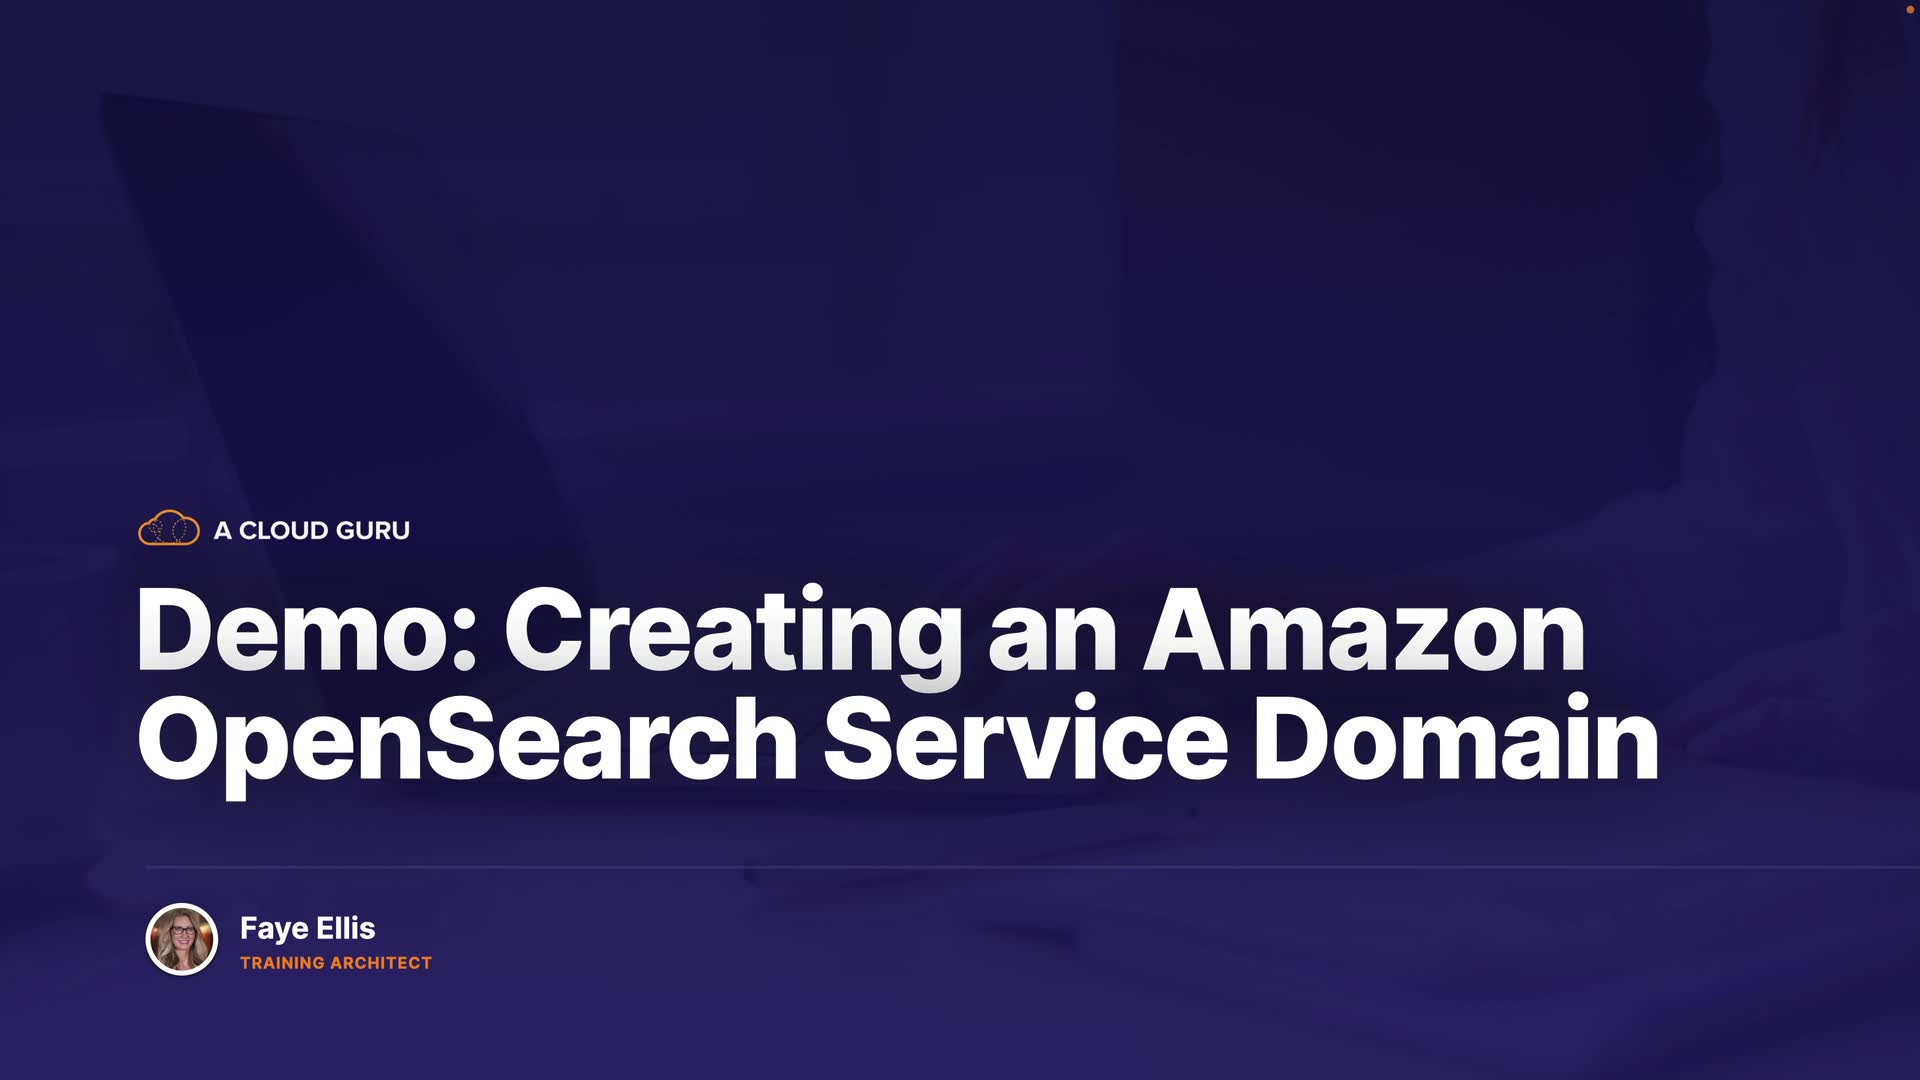 A CLOUD GURU
Demo: Creating an Amazon
OpenSearch Service Domain
Faye Ellis
TRAINING ARCHITECT